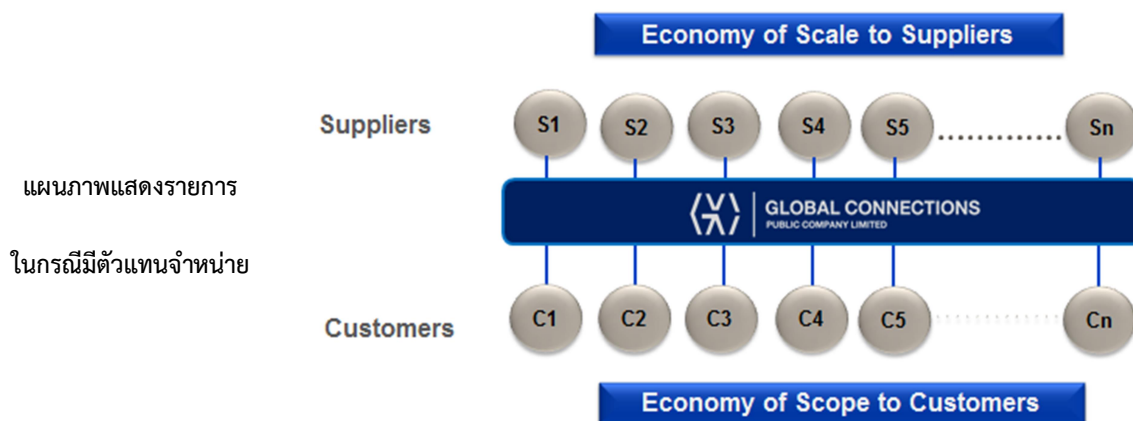 Economy of Scale to Suppliers
Suppliers
S1 S2 S3 S4 S5 ............. Sn
แผนภาพแสดงรายการ
GLOBAL CONNECTIONS
PUBLIC COMPANY LIMITED
ในกรณีมีตัวแทนจำหน่าย
Customers
C1 C2 C3 C4 C5 ............. Cn
Economy of Scope to Customers